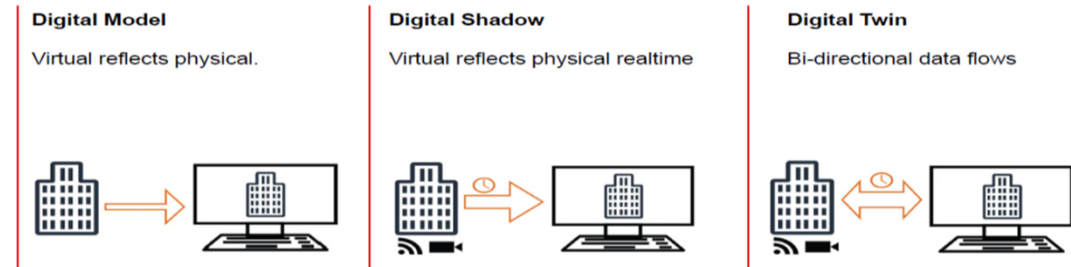 Digital Model
Virtual reflects physical.
Digital Shadow
Virtual reflects physical realtime
Digital Twin
Bi-directional data flows